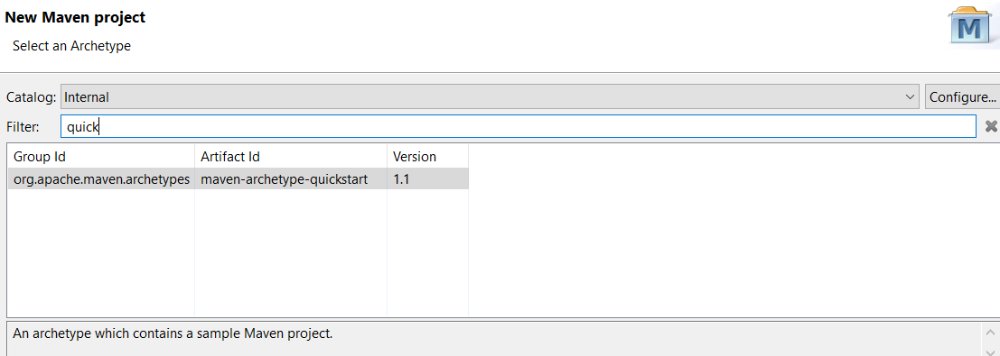 New Maven project
Select an Archetype
M
Catalog: Internal Configure...
Filter: quick
Group Id Artifact Id Version
org.apache.maven.archetypes maven-archetype-quickstart 1.1
An archetype which contains a sample Maven project.